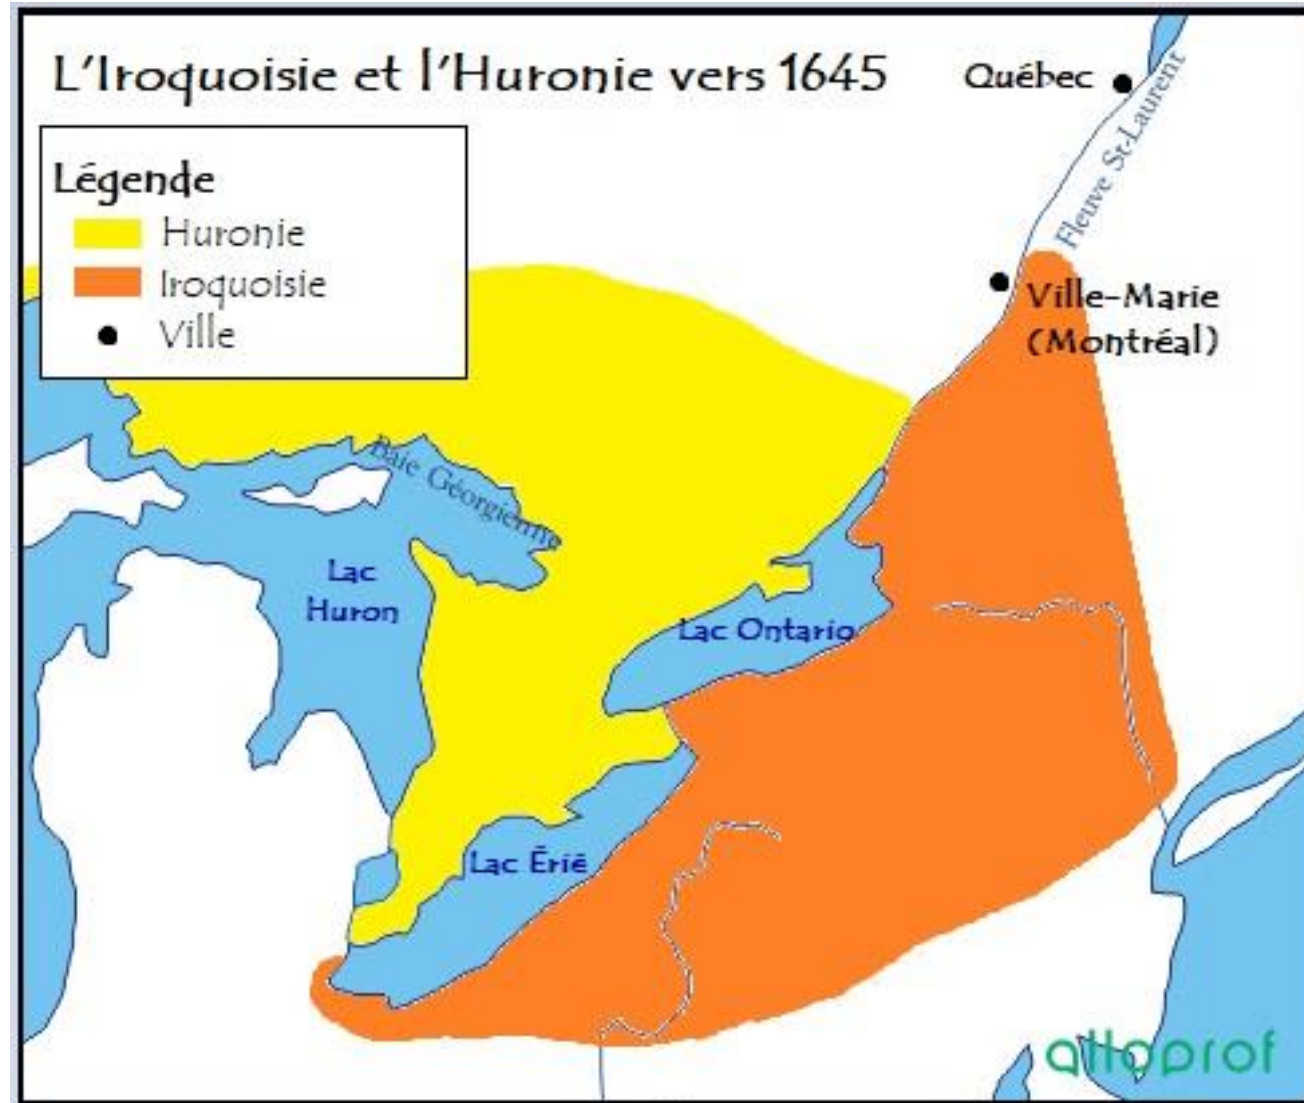 L'Iroquoisie et l'Huronie vers 1645
Québec
Légende
Huronie
Iroquoisie
Ville
Fleuve St-Laurent
Ville-Marie
(Montréal)
Baie Géorgienne
Lac
Huron
Lac Ontario
Lac Érié
alloprof